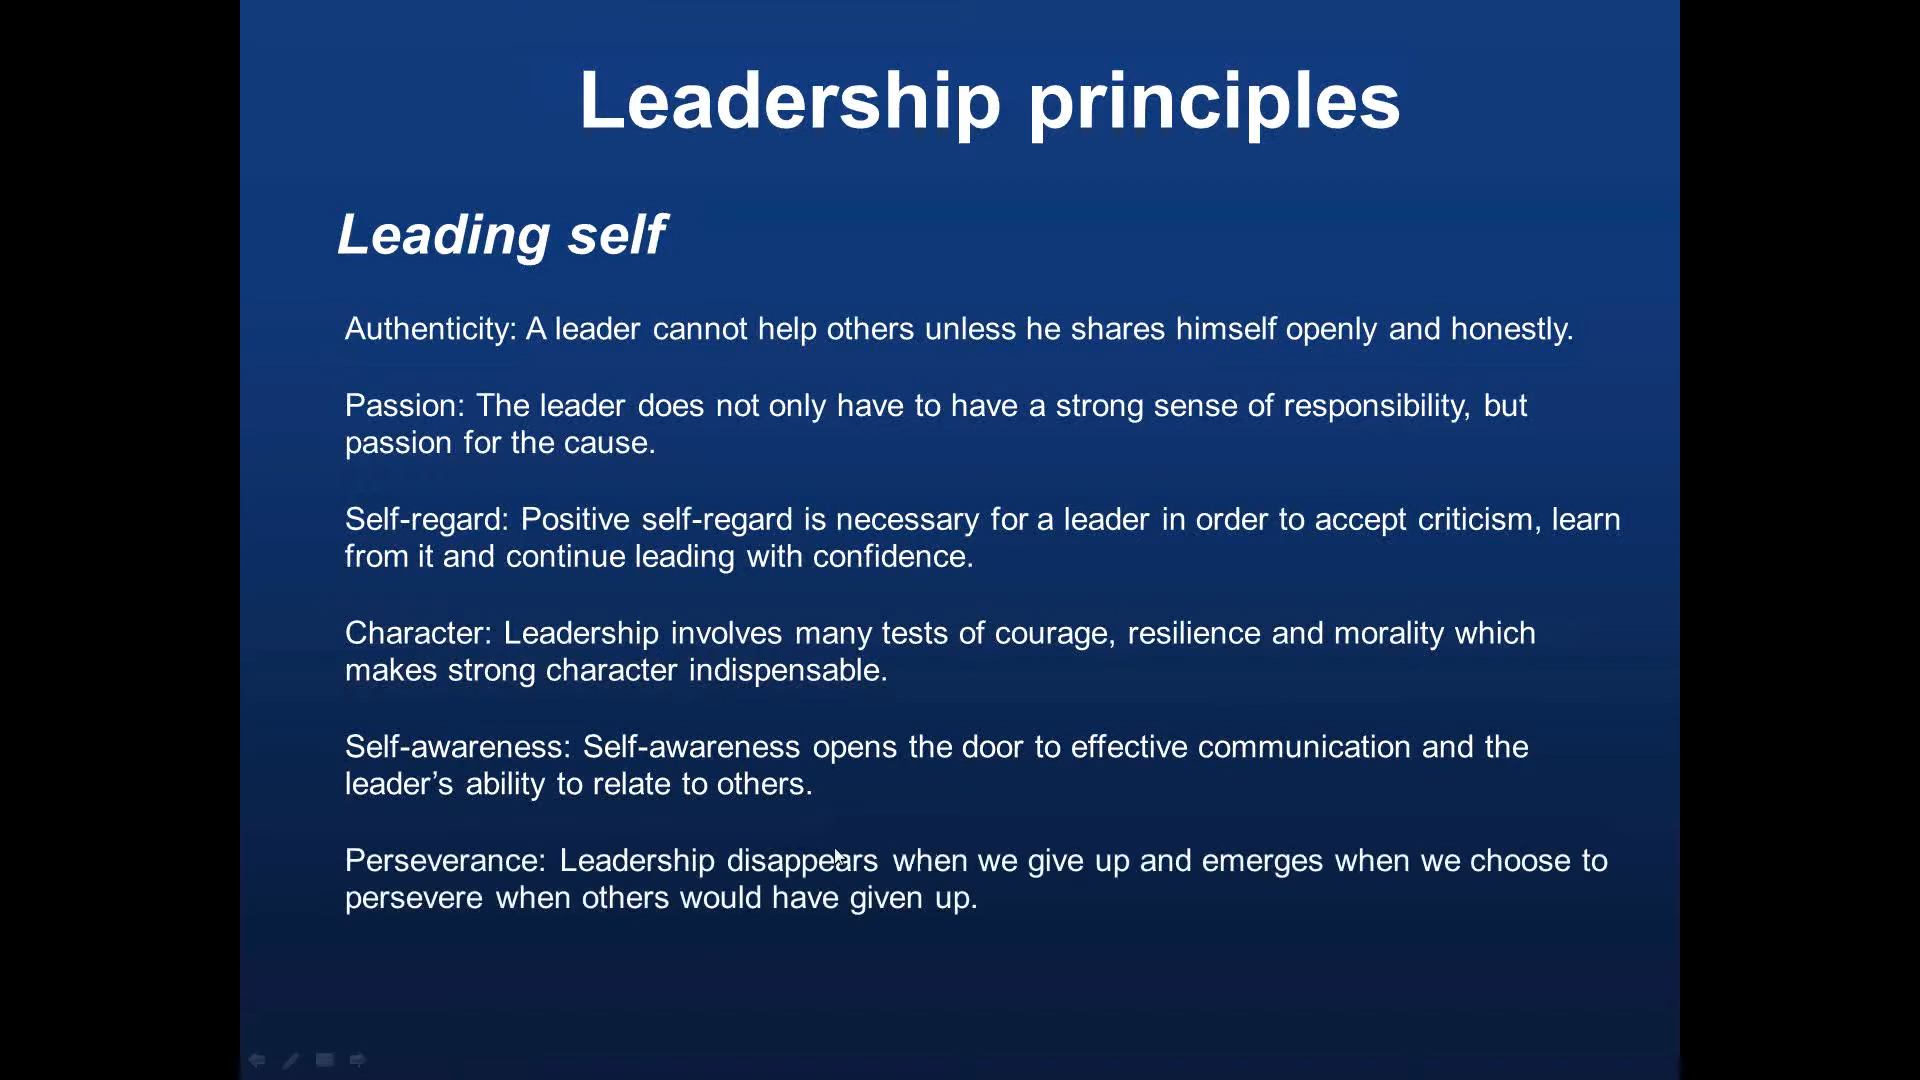 Leadership principles
Leading self
Authenticity: A leader cannot help others unless he shares himself openly and honestly.
Passion: The leader does not only have to have a strong sense of responsibility, but
passion for the cause.
Self-regard: Positive self-regard is necessary for a leader in order to accept criticism, learn
from it and continue leading with confidence.
Character: Leadership involves many tests of courage, resilience and morality which
makes strong character indispensable.
Self-awareness: Self-awareness opens the door to effective communication and the
leader’s ability to relate to others.
Perseverance: Leadership disappears when we give up and emerges when we choose to
persevere when others would have given up.